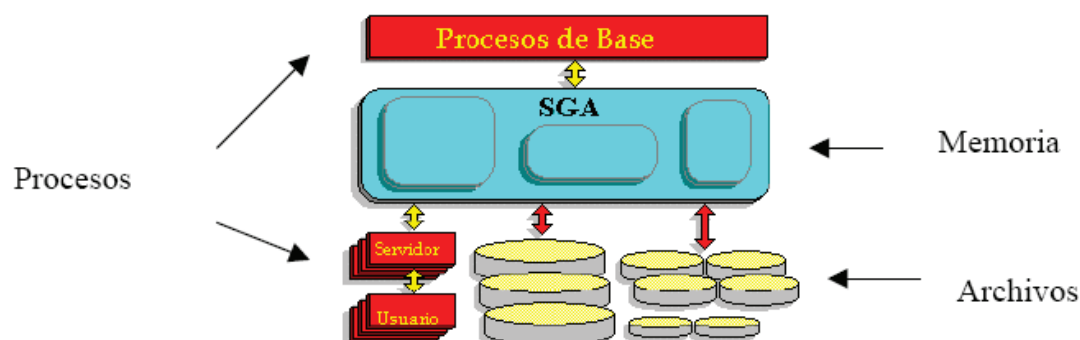 Procesos de Base
SGA
Memoria
Procesos
Servidor
Archivos
Usuario